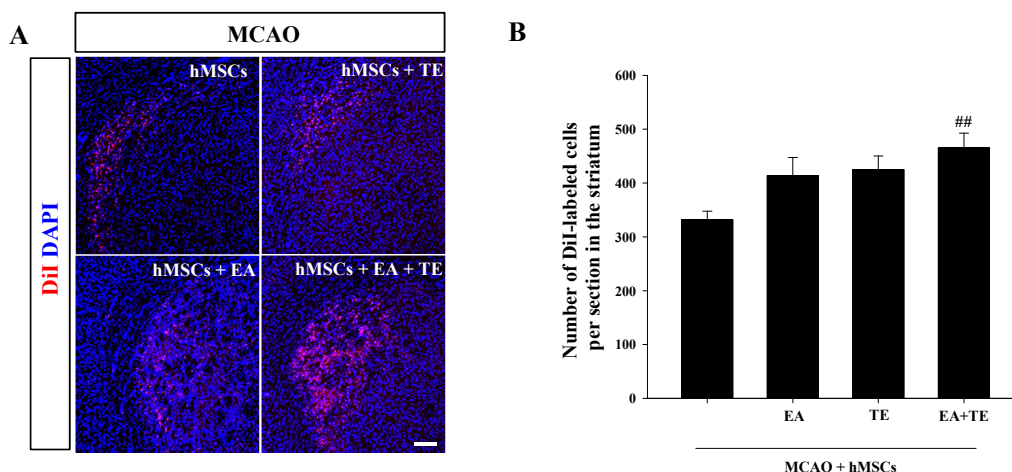 A
MCAO
DiI DAPI
hMSCs
hMSCs + TE
hMSCs + EA
hMSCs + EA + TE
B
Number of DiI-labeled cells
per section in the striatum
600
500
400
300
200
100
0
##
EA
TE
EA+TE
MCAO + hMSCs